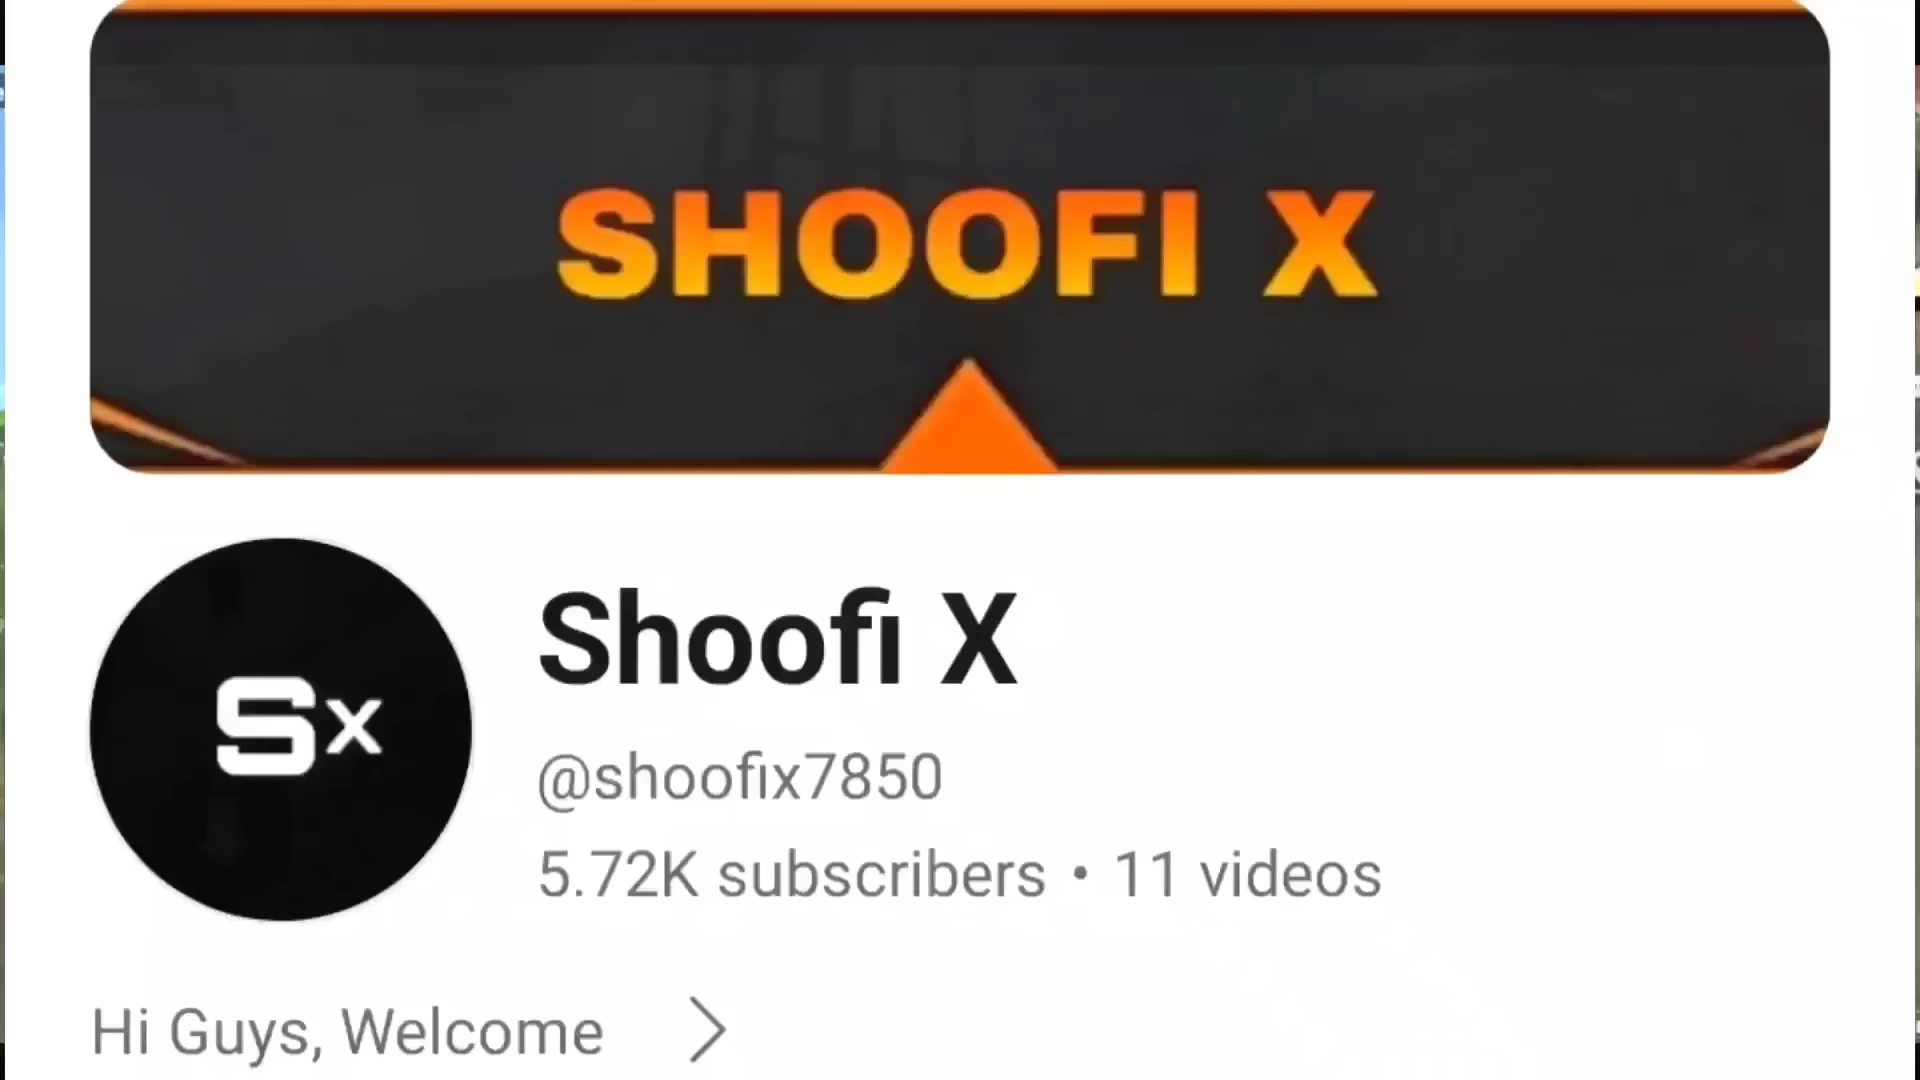 SHOOFI X
Sx
Shoofi X
@shoofix7850
5.72K subscribers • 11 videos
Hi Guys, Welcome